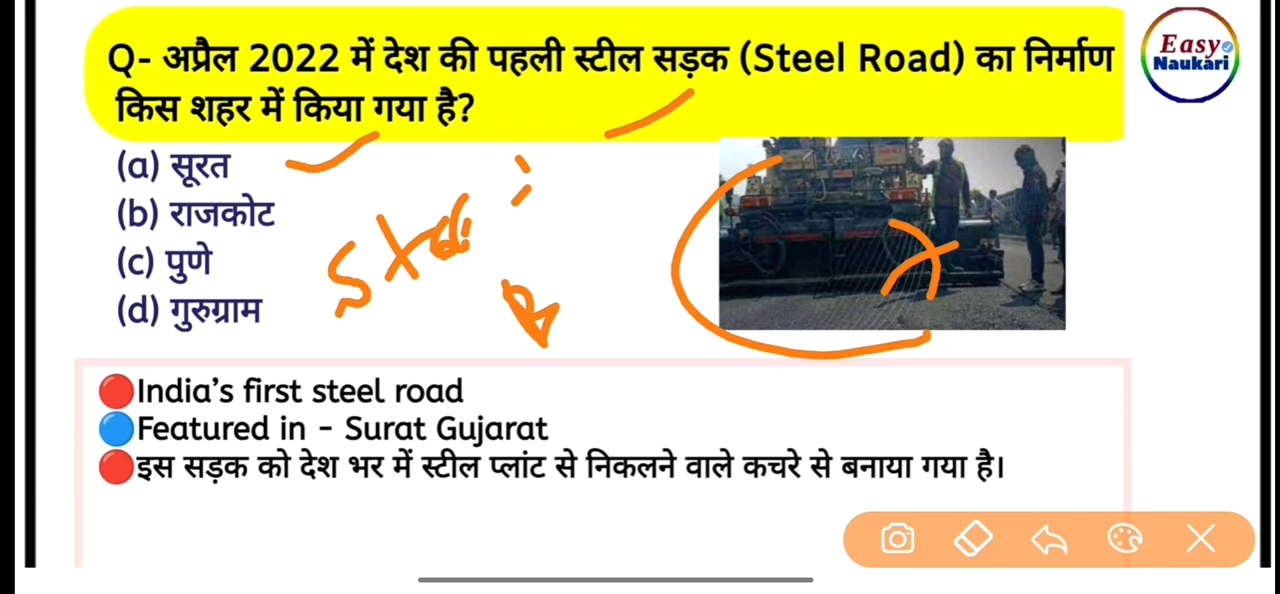 Q- अप्रैल 2022 में देश की पहली स्टील सड़क (Steel Road) का निर्माण
किस शहर में किया गया है?
Easy
Naukari
(a) सूरत
(b) राजकोट
(c) पुणे
(d) गुरुग्राम
India's first steel road
Featured in - Surat Gujarat
इस सड़क को देश भर में स्टील प्लांट से निकलने वाले कचरे से बनाया गया है।